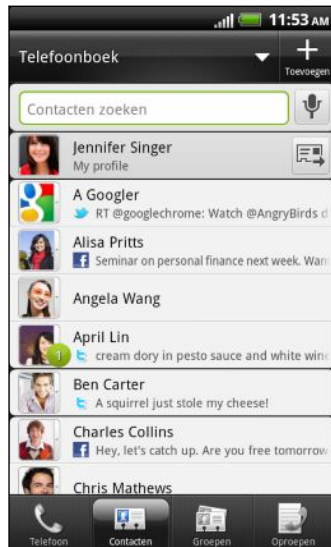 11:53 AM
Telefoonboek
Toevoegen
Contacten zoeken
Jennifer Singer
My profile
A Googler
RT @googlechrome: Watch @AngryBirds d
Alisa Pritts
Seminar on personal finance next week. Wan
Angela Wang
April Lin
1
cream dory in pesto sauce and white wine
Ben Carter
A squirrel just stole my cheese!
Charles Collins
Hey, let's catch up. Are you free tomorrow
Chris Mathews
Telefoon
Contacten
Groepen
Oproepen